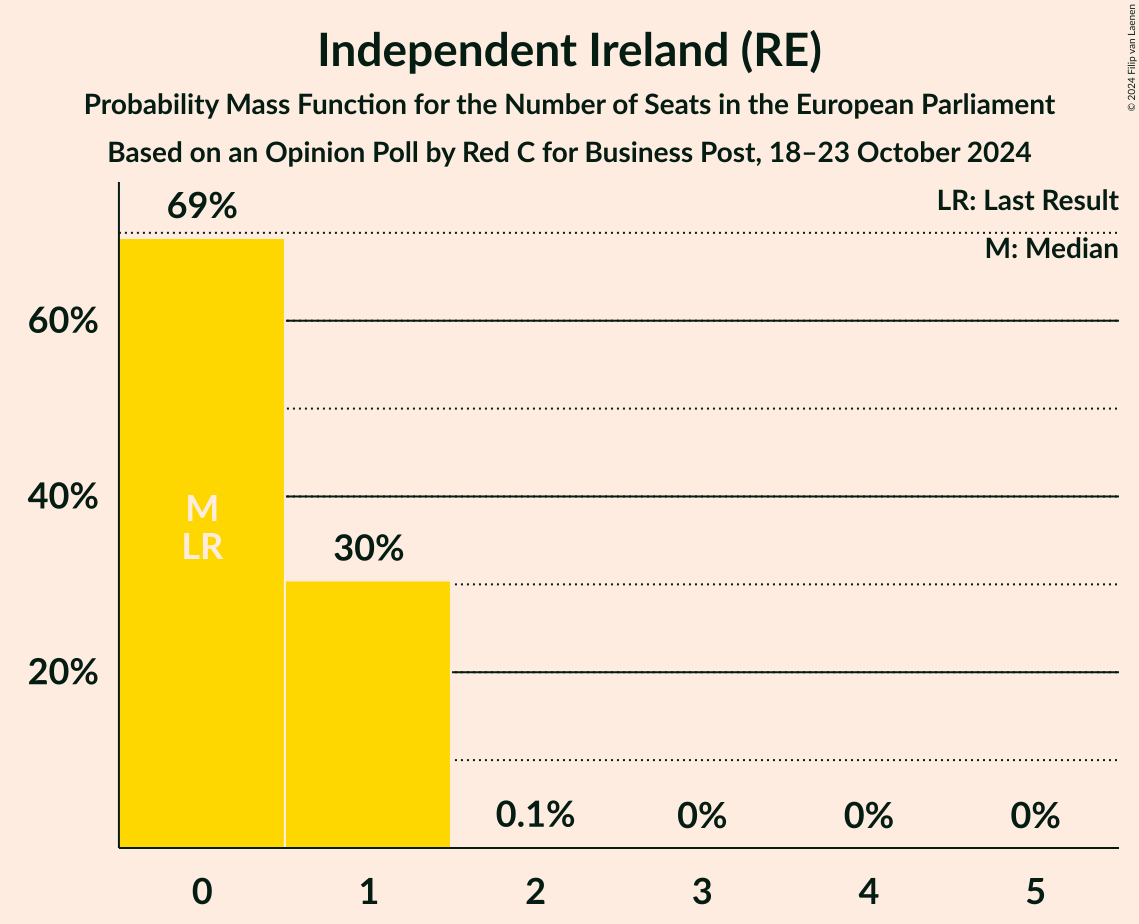 Independent Ireland (RE)
Probability Mass Function for the Number of Seats in the European Parliament
Based on an Opinion Poll by Red C for Business Post, 18–23 October 2024
© 2024 Filip van Laenen
LR: Last Result
M: Median
69%
60%
40%
20%
M
LR
30%
0.1%
0%
0%
0%
0
1
2
3
4
5